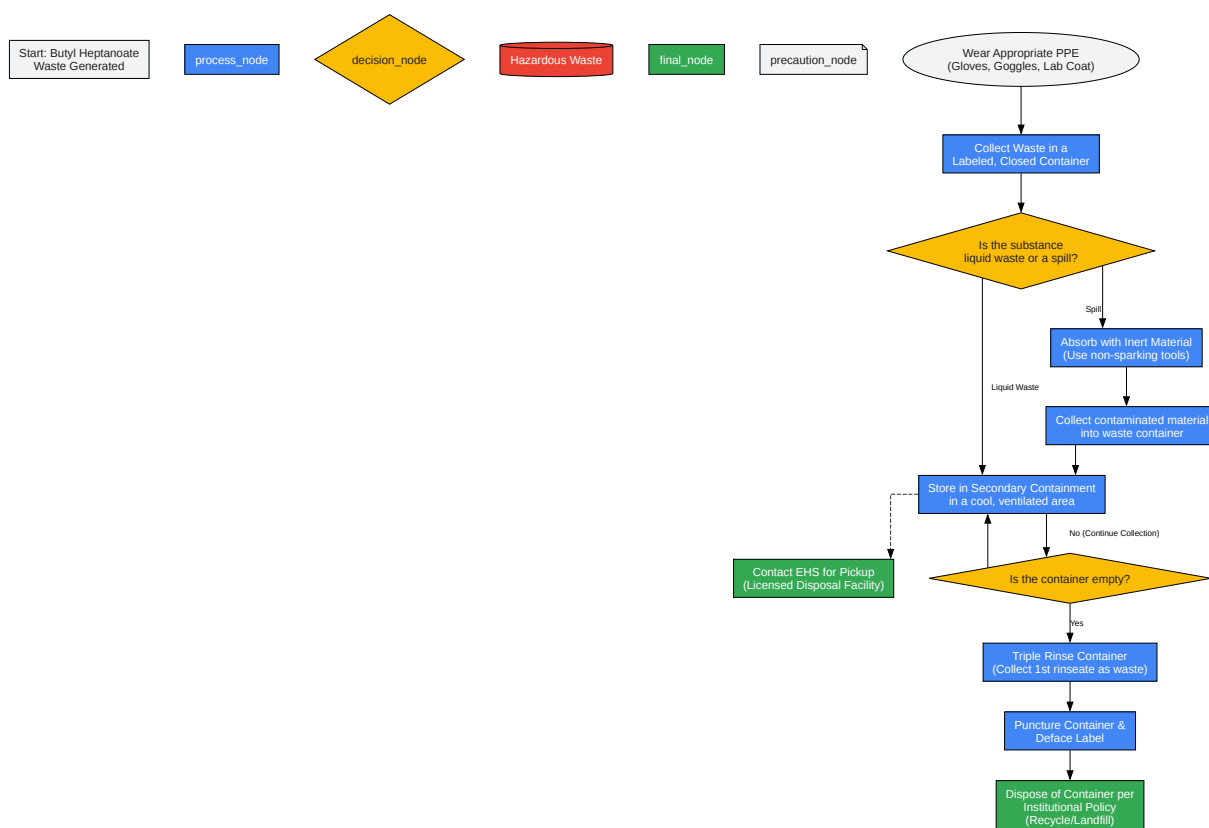 Start: Butyl Heptanoate
Waste Generated
process_node
decision_node
Hazardous Waste
final_node
precaution_node
Wear Appropriate PPE
(Gloves, Goggles, Lab Coat)
Collect Waste in a
Labeled, Closed Container
Is the substance
liquid waste or a spill?
Spill
Absorb with Inert Material
(Use non-sparking tools)
Liquid Waste
Collect contaminated material
into waste container
Store in Secondary Containment
in a cool, ventilated area
No (Continue Collection)
Contact EHS for Pickup
(Licensed Disposal Facility)
Is the container empty?
Yes
Triple Rinse Container
(Collect 1st rinseate as waste)
Puncture Container &
Deface Label
Dispose of Container per
Institutional Policy
(Recycle/Landfill)